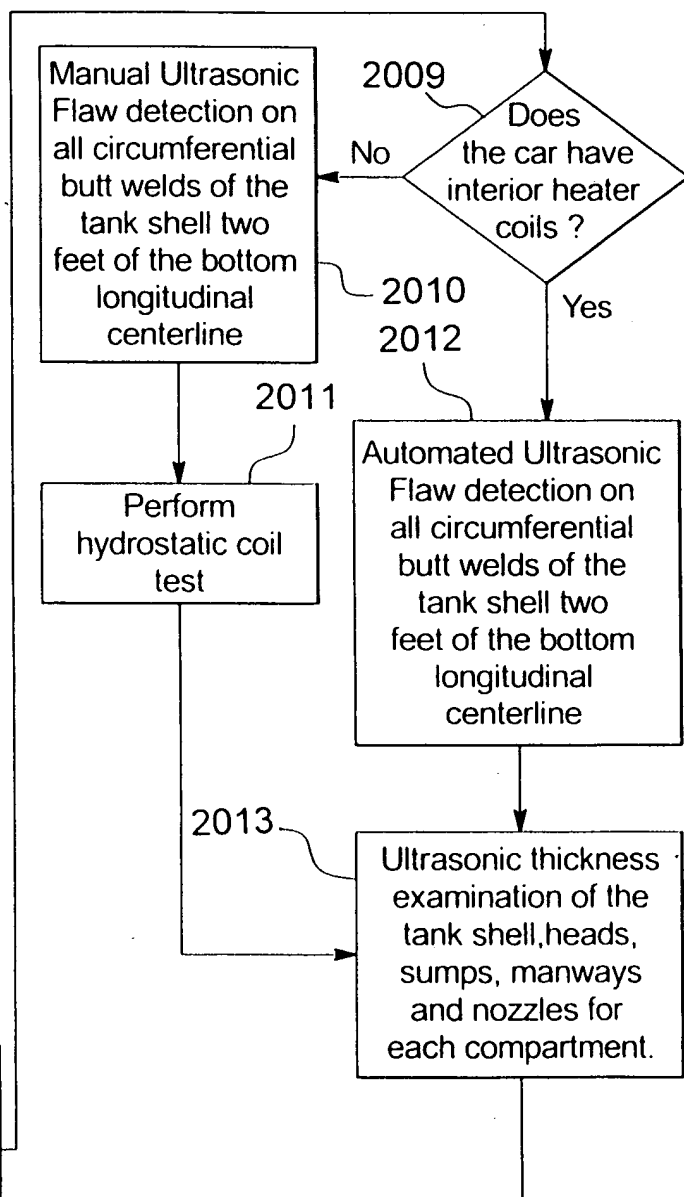 2009
Does
the car have
interior heater
coils ?
No
Yes
Manual Ultrasonic
Flaw detection on
all circumferential
butt welds of the
tank shell two
feet of the bottom
longitudinal
centerline
2010
2011
Perform
hydrostatic coil
test
2012
Automated Ultrasonic
Flaw detection on
all circumferential
butt welds of the
tank shell two
feet of the bottom
longitudinal
centerline
2013
Ultrasonic thickness
examination of the
tank shell,heads,
sumps, manways
and nozzles for
each compartment.